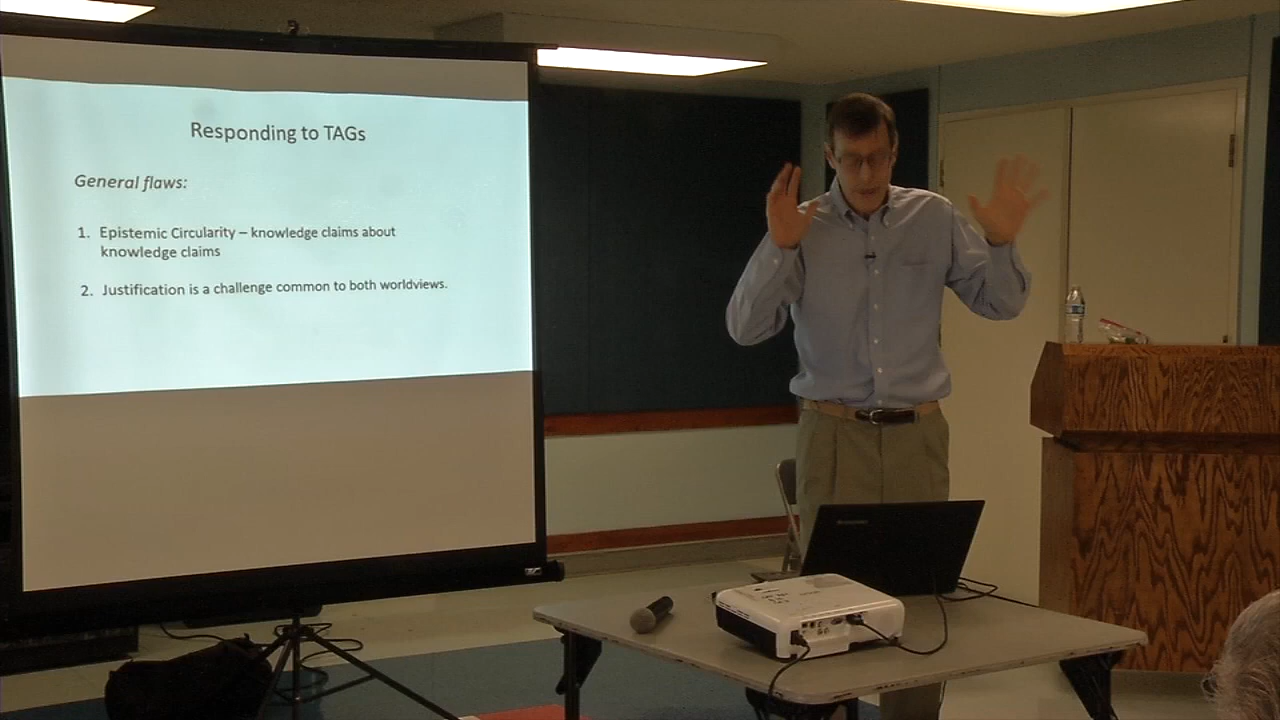 Responding to TAGs
General flaws:
1. Epistemic Circularity – knowledge claims about
knowledge claims
2. Justification is a challenge common to both worldviews.